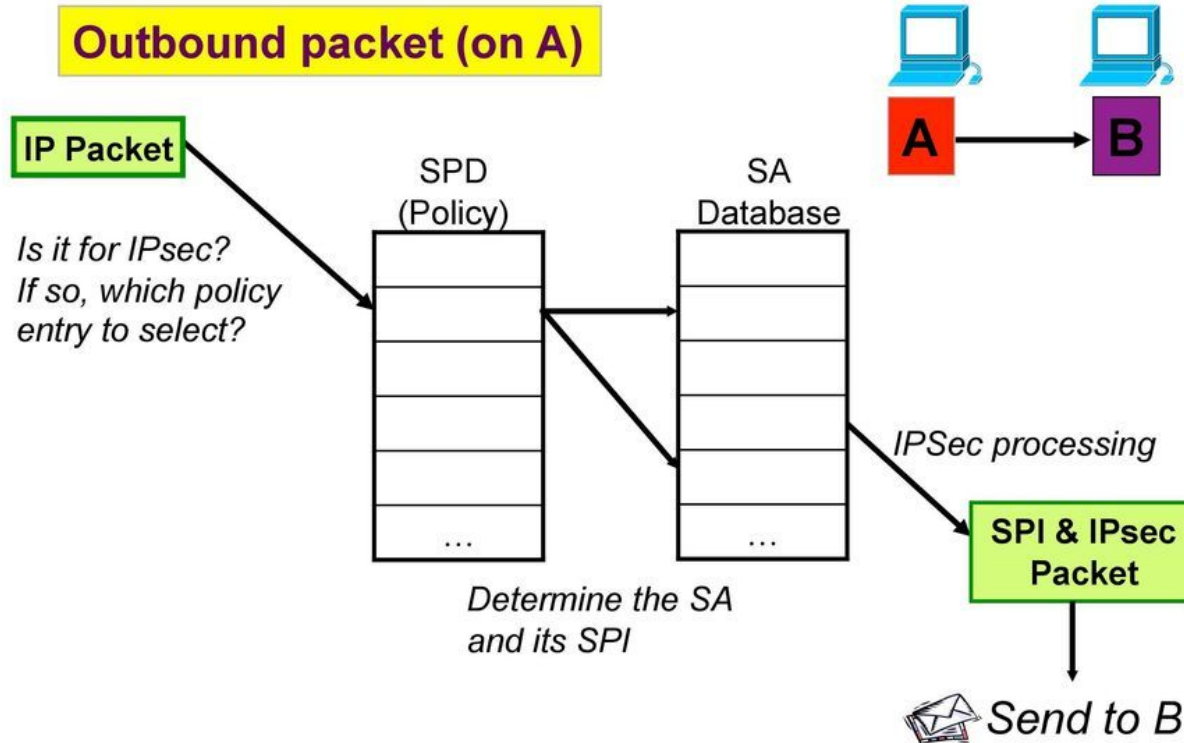 Outbound packet (on A)
A
B
IP Packet
Is it for IPsec?
If so, which policy
entry to select?
SPD
(Policy)
...
SA
Database
...
Determine the SA
and its SPI
IPSec processing
SPI & IPsec
Packet
Send to B